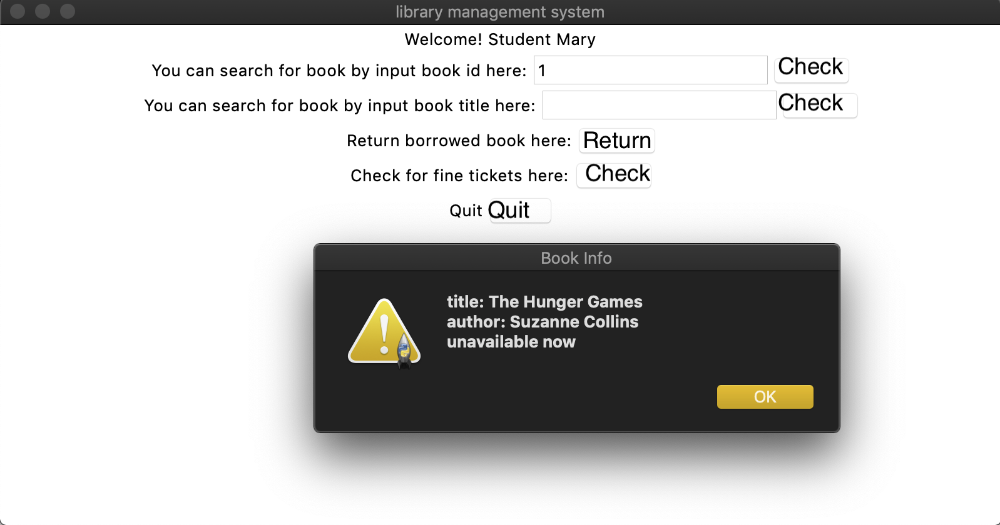 library management system
Welcome! Student Mary
You can search for book by input book id here: 1 Check
You can search for book by input book title here: Check
Return borrowed book here: Return
Check for fine tickets here: Check
Quit Quit
Book Info
title: The Hunger Games
author: Suzanne Collins
unavailable now
OK